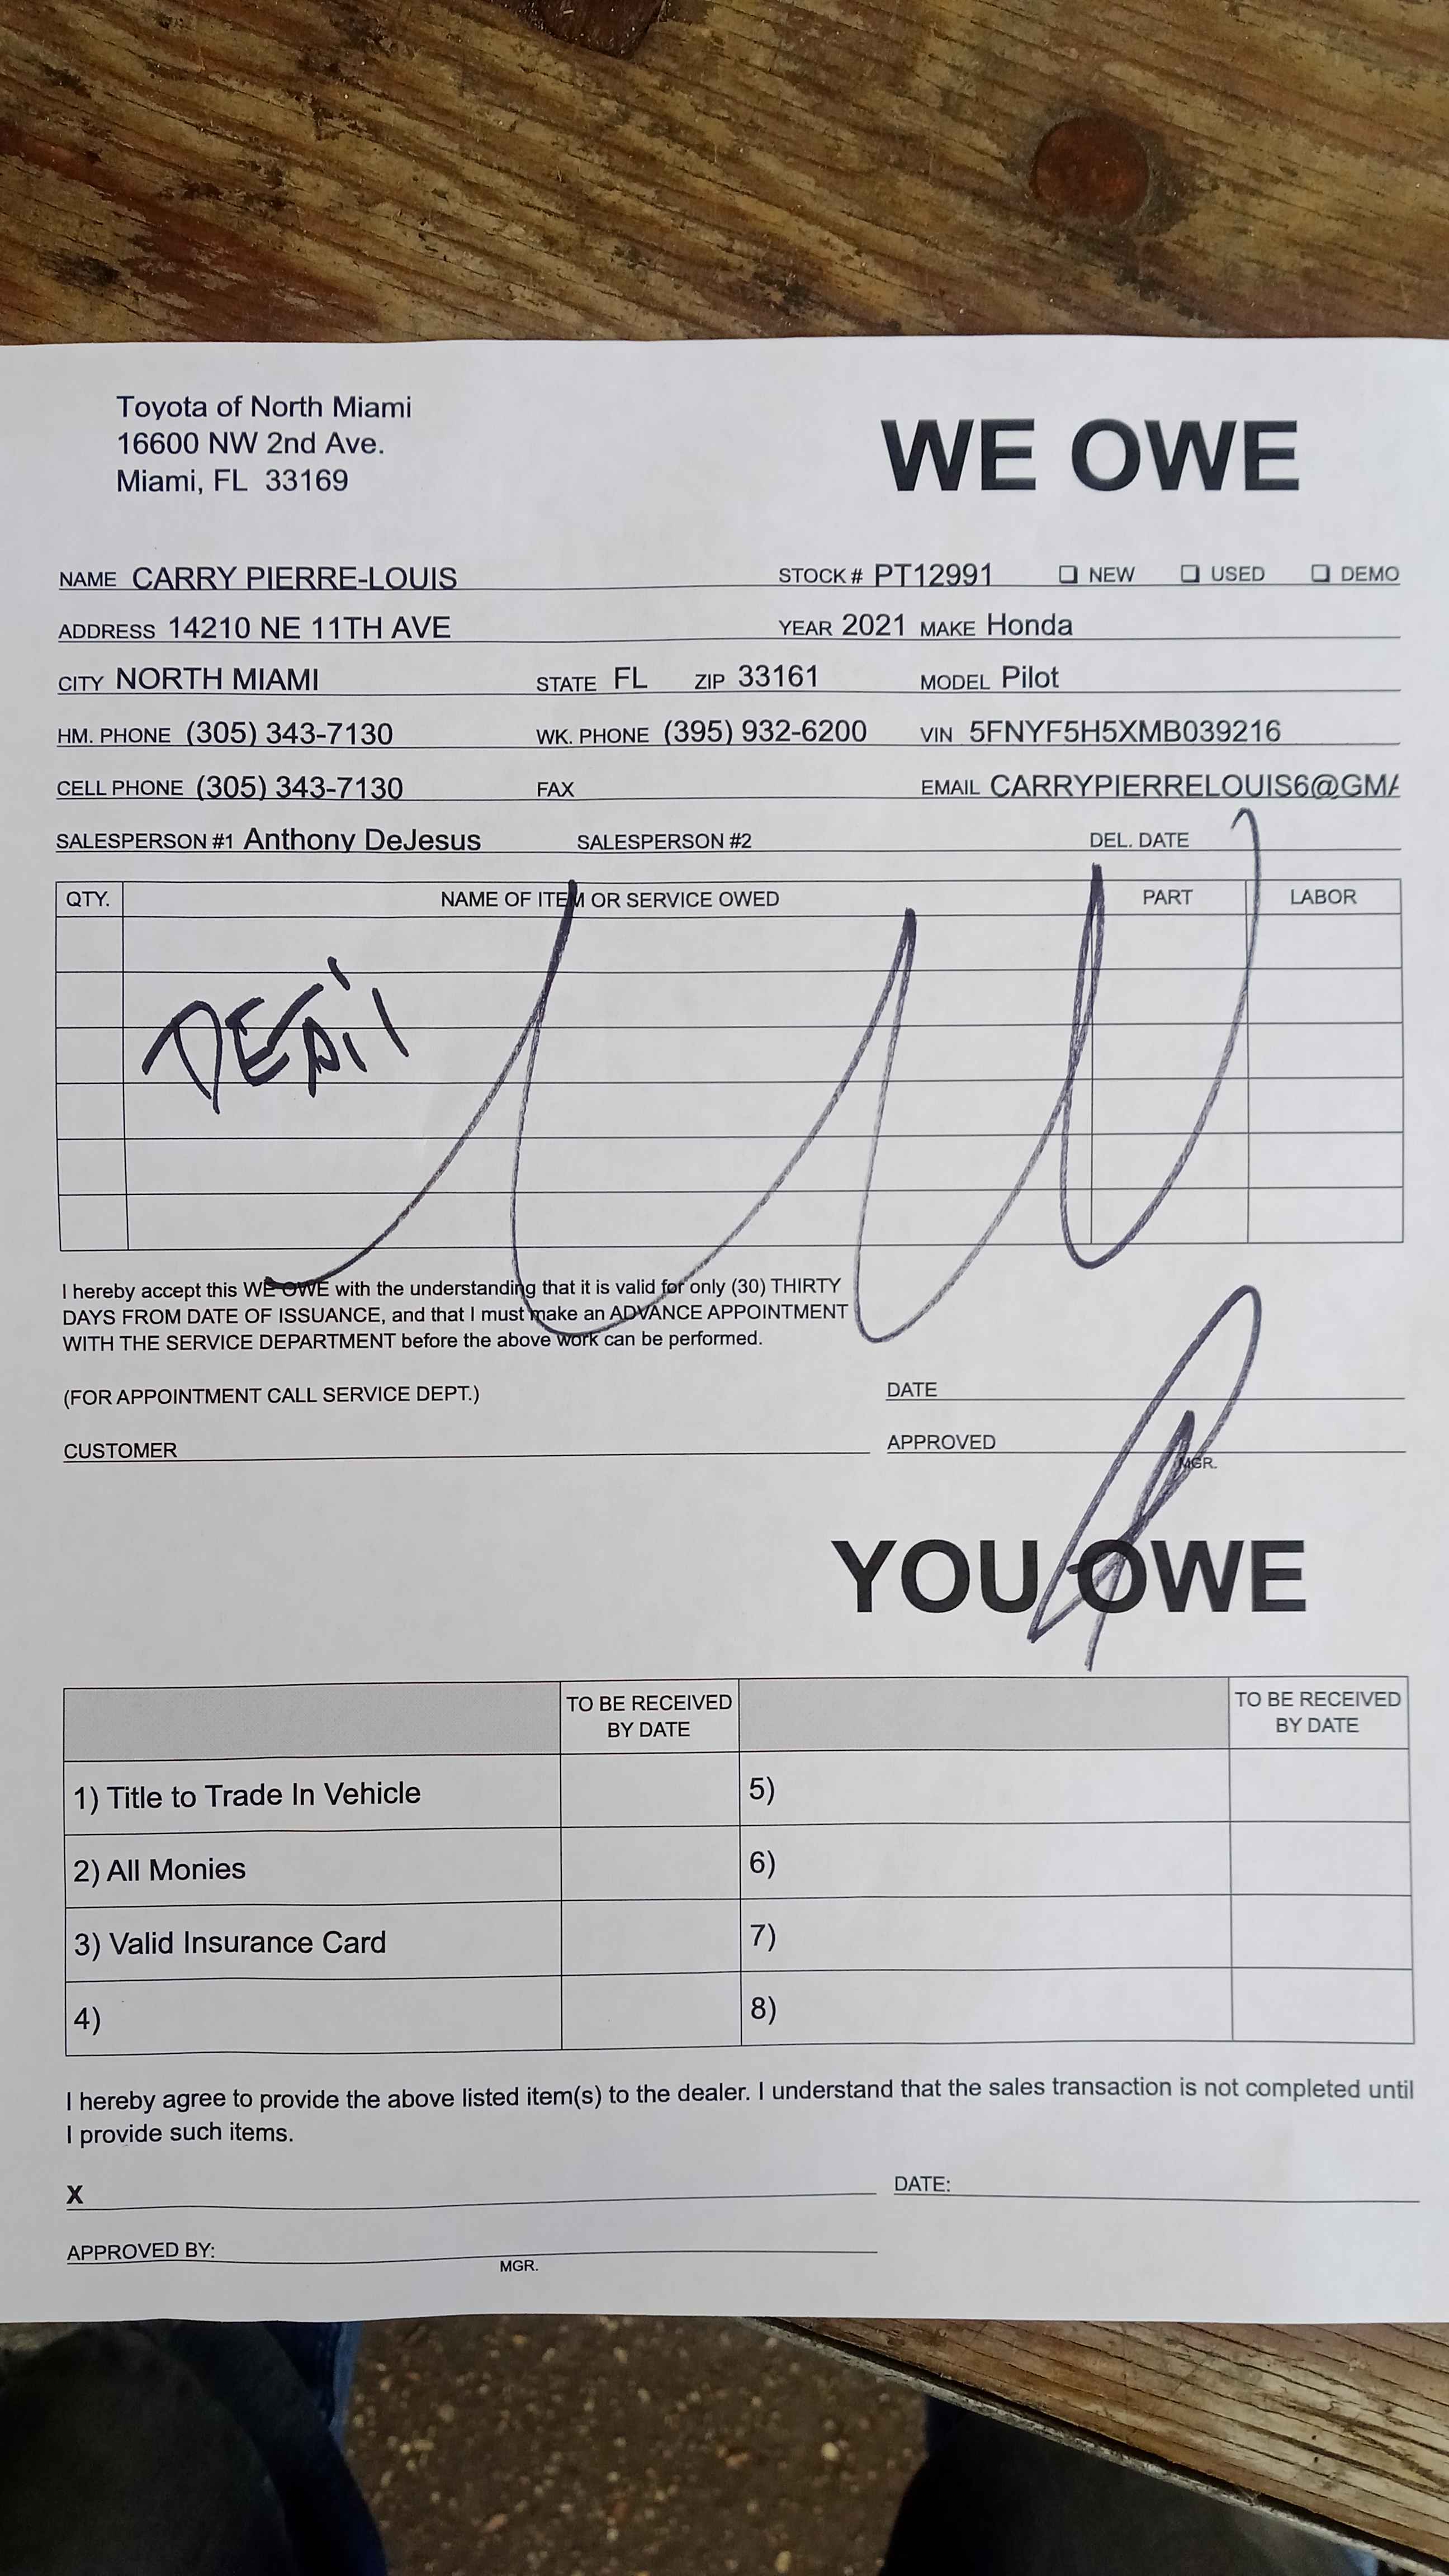 Toyota of North Miami
16600 NW 2nd Ave.
Miami, FL 33169
WE OWE
NAME CARRY PIERRE-LOUIS STOCK # PT12991 ❑ NEW ❑ USED ❑ DEMO
ADDRESS 14210 NE 11TH AVE YEAR 2021 MAKE Honda
CITY NORTH MIAMI STATE FL ZIP 33161 MODEL Pilot
HM. PHONE (305) 343-7130 WK. PHONE (395) 932-6200 VIN 5FNYF5H5XMB039216
CELL PHONE (305) 343-7130 FAX EMAIL CARRYPIERRELOUIS6@GMA
SALESPERSON #1 Anthony DeJesus SALESPERSON #2 DEL. DATE
QTY. NAME OF ITEM OR SERVICE OWED PART LABOR
I hereby accept this WE OWE with the understanding that it is valid for only (30) THIRTY
DAYS FROM DATE OF ISSUANCE, and that I must make an ADVANCE APPOINTMENT
WITH THE SERVICE DEPARTMENT before the above work can be performed.
(FOR APPOINTMENT CALL SERVICE DEPT.) DATE
CUSTOMER APPROVED
MGR.
YOU OWE
TO BE RECEIVED BY DATE TO BE RECEIVED BY DATE
1) Title to Trade In Vehicle 5)
2) All Monies 6)
3) Valid Insurance Card 7)
4) 8)
I hereby agree to provide the above listed item(s) to the dealer. I understand that the sales transaction is not completed until
I provide such items.
X DATE:
APPROVED BY:
MGR.